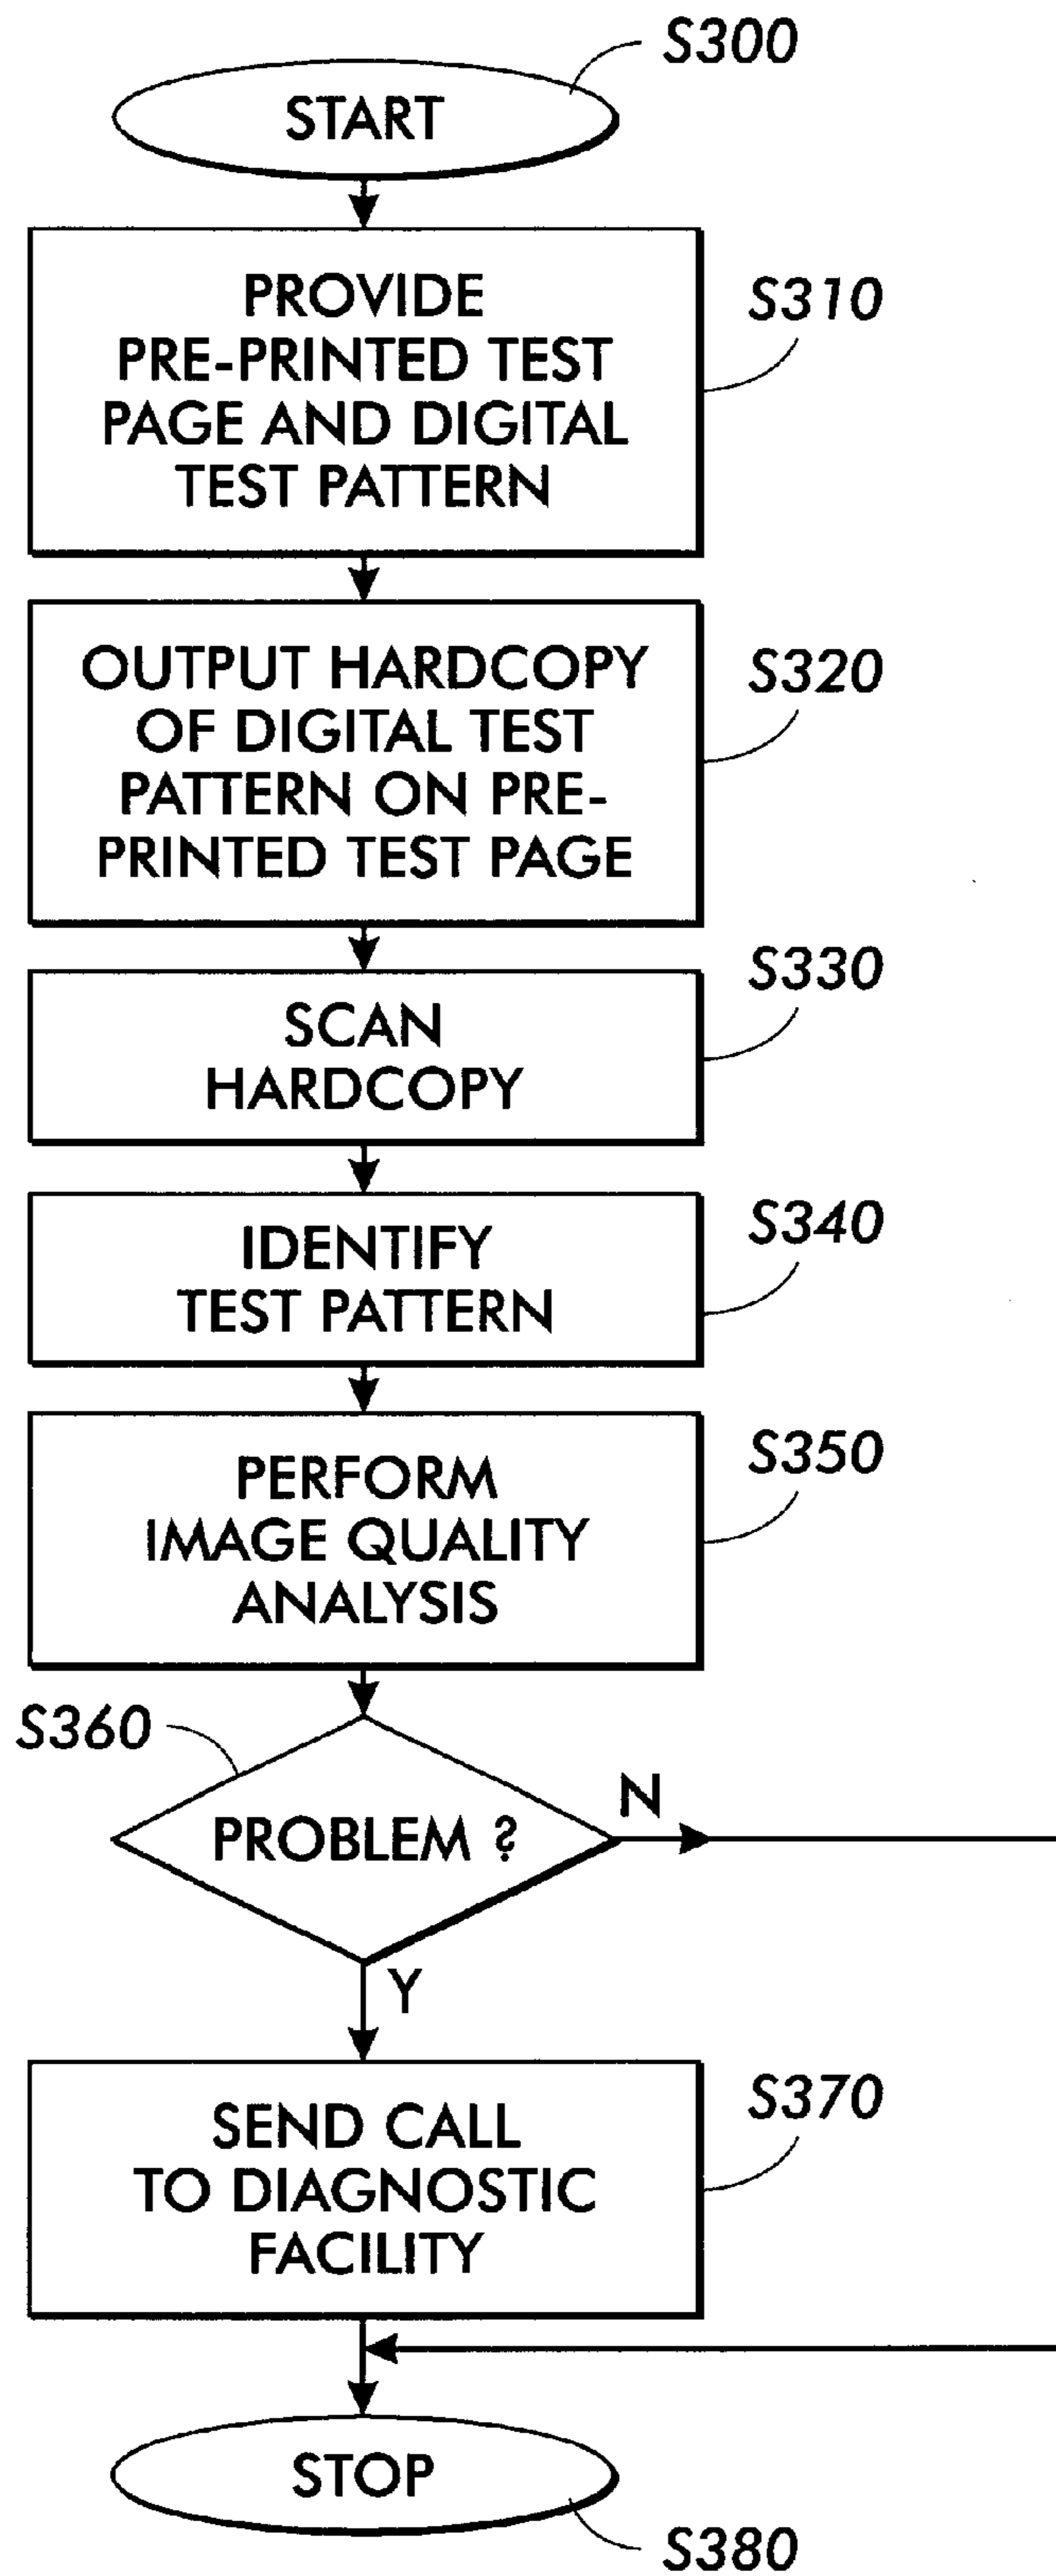 S300
START
S310
PROVIDE
PRE-PRINTED TEST
PAGE AND DIGITAL
TEST PATTERN
S320
OUTPUT HARDCOPY
OF DIGITAL TEST
PATTERN ON PRE-
PRINTED TEST PAGE
S330
SCAN
HARDCOPY
S340
IDENTIFY
TEST PATTERN
S350
PERFORM
IMAGE QUALITY
ANALYSIS
S360
PROBLEM ?
N
Y
S370
SEND CALL
TO DIAGNOSTIC
FACILITY
STOP
S380